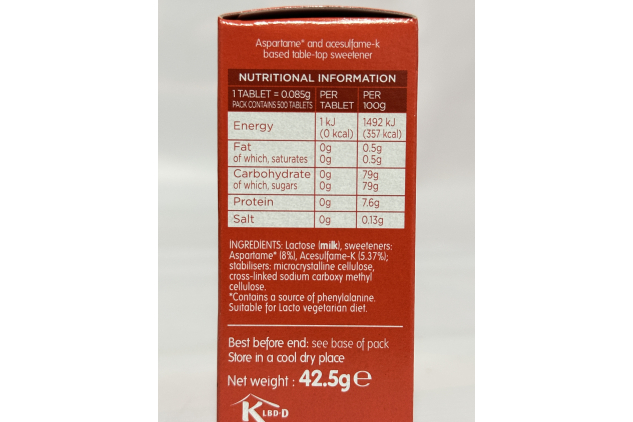 Aspartame* and acesulfame-k
based table-top sweetener
NUTRITIONAL INFORMATION
1 TABLET = 0.085g PER PER
PACK CONTAINS 500 TABLETS TABLET 100g
Energy 1 kJ 1492 kJ
(0 kcal) (357 kcal)
Fat 0g 0.5g
of which, saturates 0g 0.5g
Carbohydrate 0g 79g
of which, sugars 0g 79g
Protein 0g 7.6g
Salt 0g 0.13g
INGREDIENTS: Lactose (milk), sweeteners:
Aspartame* (8%), Acesulfame-K (5.37%);
stabilisers: microcrystalline cellulose,
cross-linked sodium carboxy methyl
cellulose.
*Contains a source of phenylalanine.
Suitable for Lacto vegetarian diet.
Best before end: see base of pack
Store in a cool dry place
Net weight : 42.5g ℮
K LBD-D